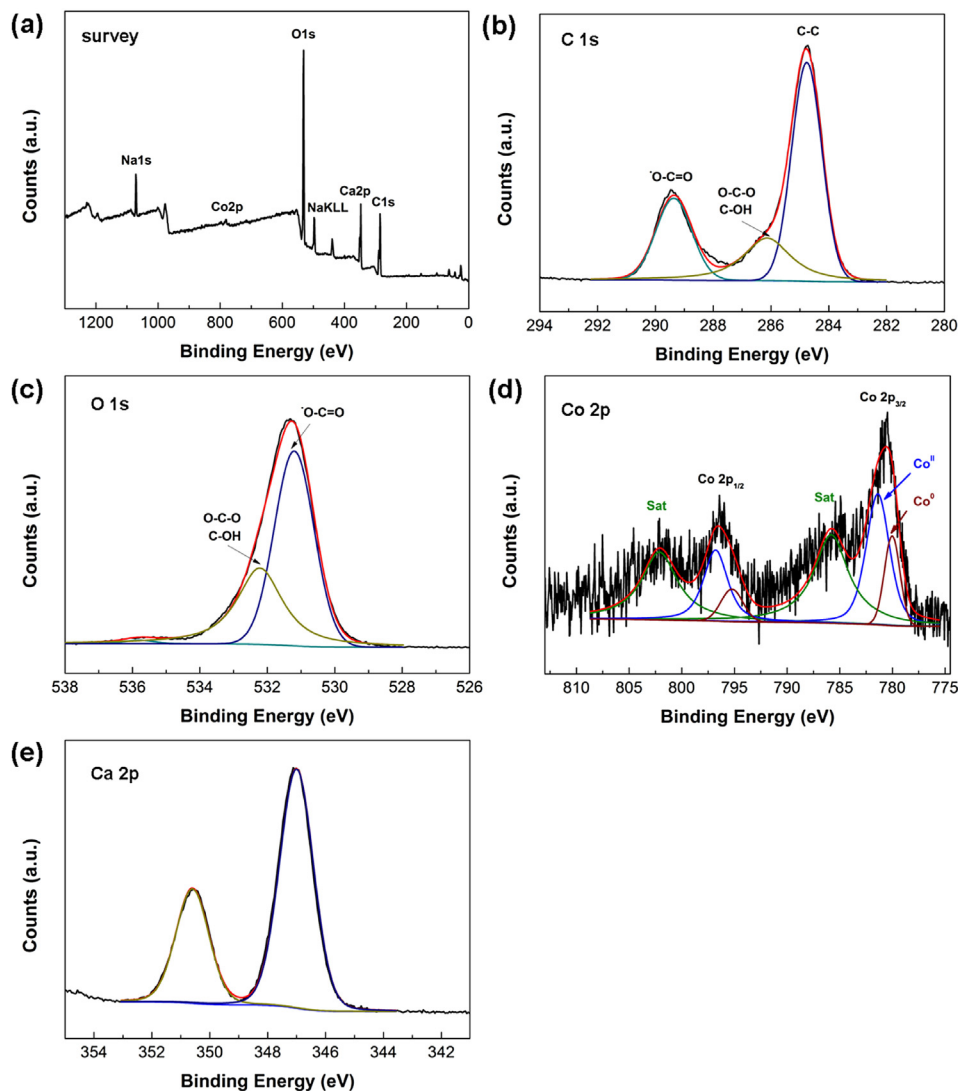 (a)
survey
O1s
Na1s
Co2p
NaKLL
Ca2p
C1s
Counts (a.u.)
1200 1000 800 600 400 200 0
Binding Energy (eV)
(b)
C 1s
C-C
-O-C=O
O-C-O
C-OH
Counts (a.u.)
294 292 290 288 286 284 282 280
Binding Energy (eV)
(c)
O 1s
-O-C=O
O-C-O
C-OH
Counts (a.u.)
538 536 534 532 530 528 526
Binding Energy (eV)
(d)
Co 2p
Co 2p3/2
CoII
Co0
Co 2p1/2
Sat
Sat
Counts (a.u.)
810 805 800 795 790 785 780 775
Binding Energy (eV)
(e)
Ca 2p
Counts (a.u.)
354 352 350 348 346 344 342
Binding Energy (eV)